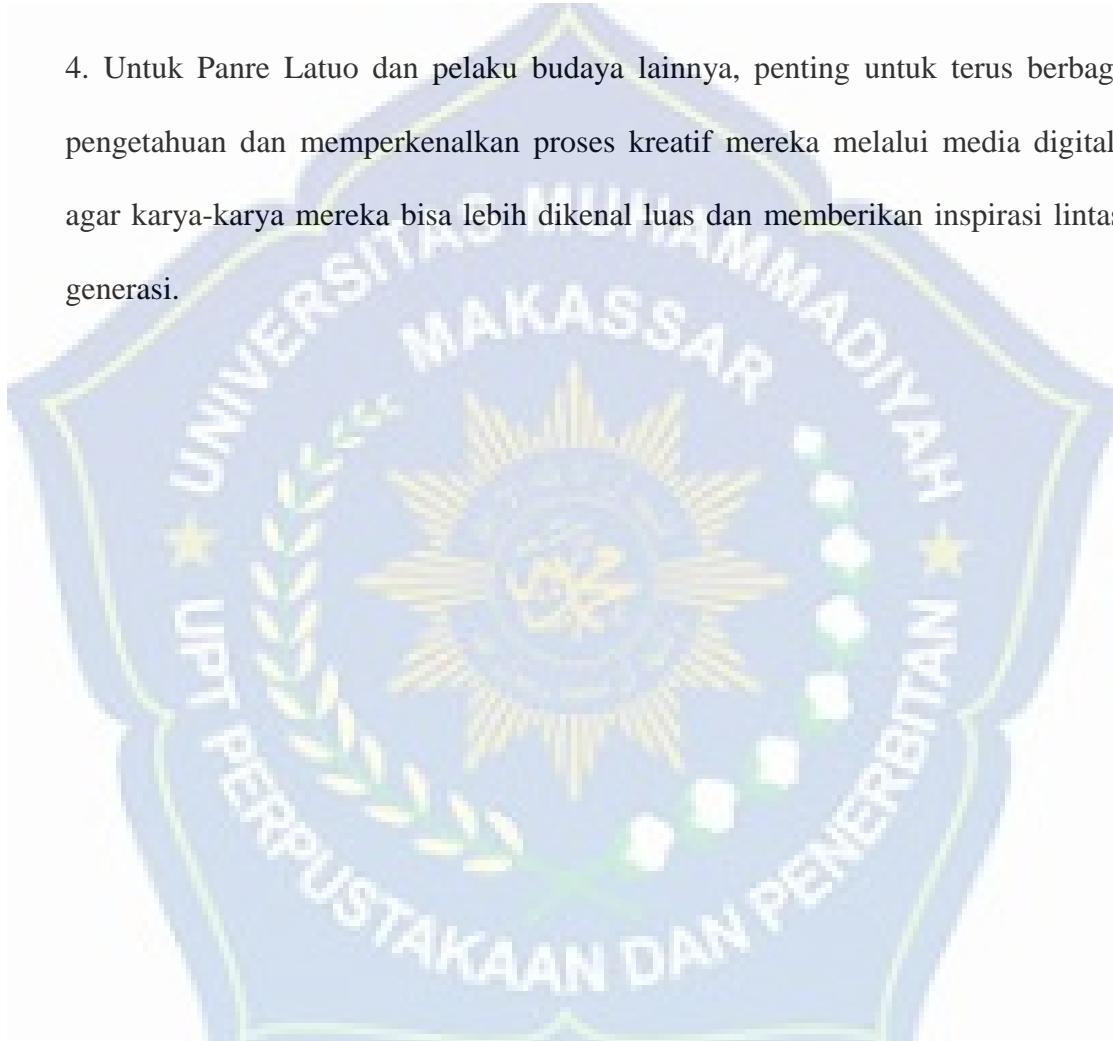 4. Untuk Panre Latuo dan pelaku budaya lainnya, penting untuk terus berbag
pengetahuan dan memperkenalkan proses kreatif mereka melalui media digital
agar karya-karya mereka bisa lebih dikenal luas dan memberikan inspirasi lintas
generasi.
UNIVERSITAS MUHAMMADIYAH
MAKASSAR
UPT PERPUSTAKAAN DAN PENERBITAN